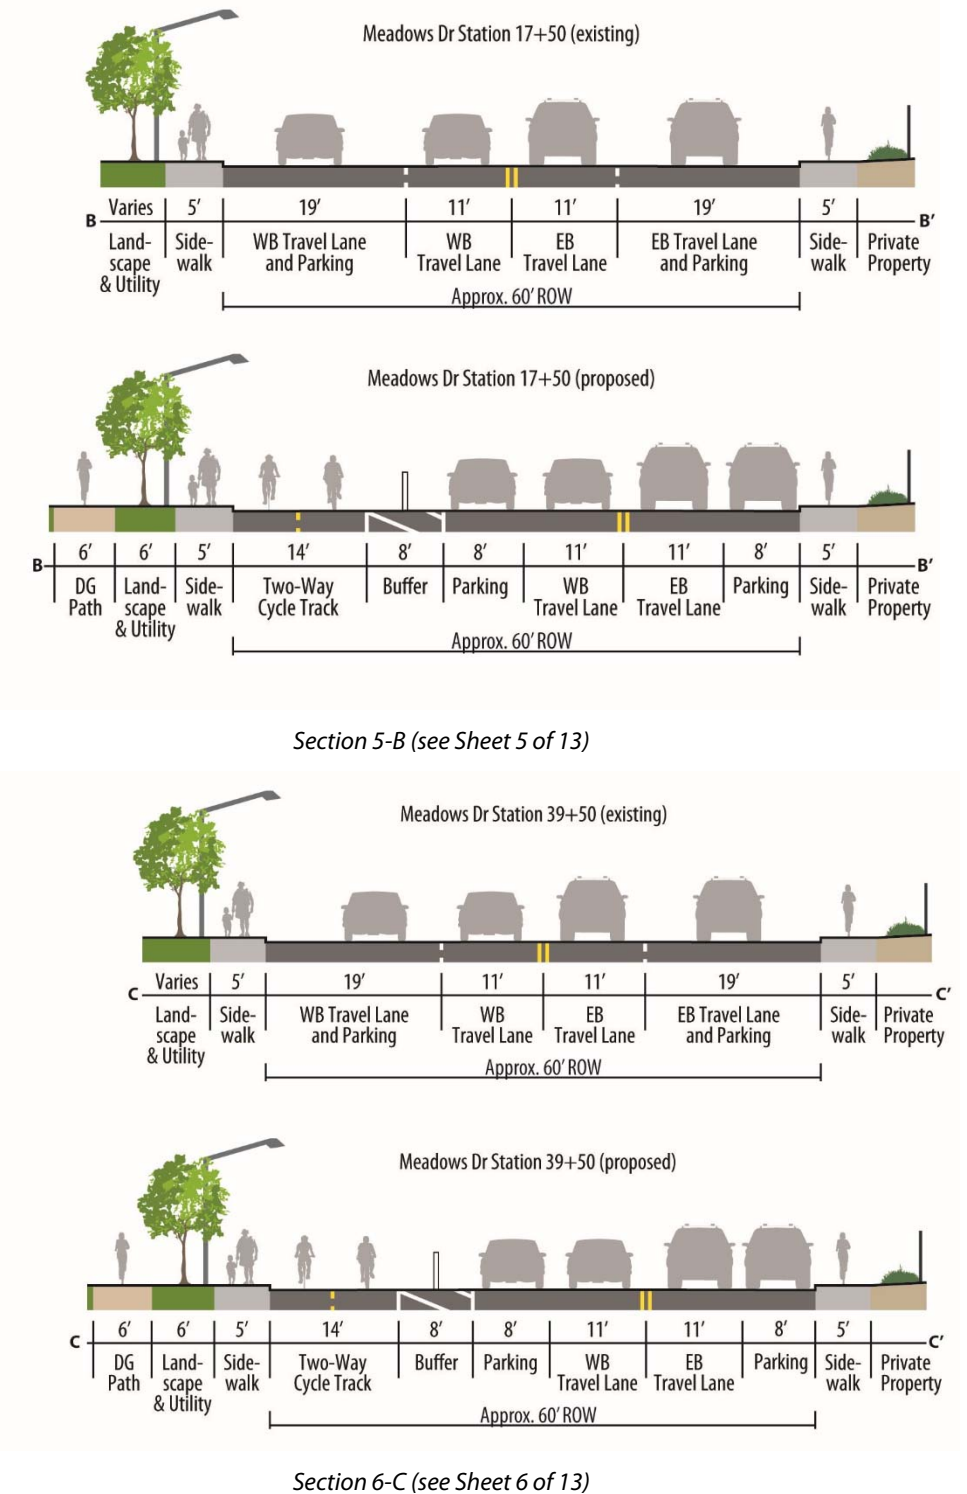 Meadows Dr Station 17+50 (existing)
B Varies 5′ 19′ 11′ 11′ 19′ 5′ B′
Land- Side- WB Travel Lane WB EB EB Travel Lane Side- Private
scape walk and Parking Travel Lane Travel Lane and Parking walk Property
& Utility
Approx. 60′ ROW
Meadows Dr Station 17+50 (proposed)
B 6′ 6′ 5′ 14′ 8′ 8′ 11′ 11′ 8′ 5′ B′
DG Land- Side- Two-Way Buffer Parking WB EB Parking Side- Private
Path scape walk Cycle Track Travel Lane Travel Lane walk Property
& Utility
Approx. 60′ ROW
Section 5-B (see Sheet 5 of 13)
Meadows Dr Station 39+50 (existing)
C Varies 5′ 19′ 11′ 11′ 19′ 5′ C′
Land- Side- WB Travel Lane WB EB EB Travel Lane Side- Private
scape walk and Parking Travel Lane Travel Lane and Parking walk Property
& Utility
Approx. 60′ ROW
Meadows Dr Station 39+50 (proposed)
C 6′ 6′ 5′ 14′ 8′ 8′ 11′ 11′ 8′ 5′ C′
DG Land- Side- Two-Way Buffer Parking WB EB Parking Side- Private
Path scape walk Cycle Track Travel Lane Travel Lane walk Property
& Utility
Approx. 60′ ROW
Section 6-C (see Sheet 6 of 13)